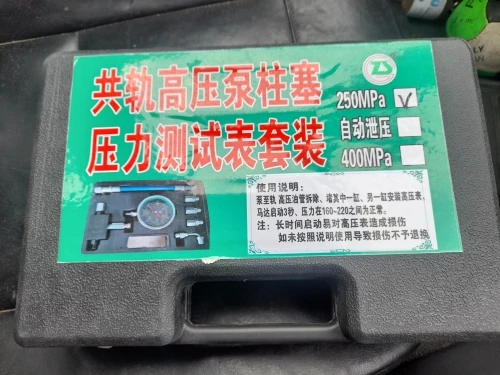 共轨高压泵柱塞
压力测试表套装
250MPa
自动泄压
400MPa
ZS
使用说明：
泵至轨 高压油管拆除、堵其中一缸、另一缸安装高压表，
马达启动3秒、压力在160-220之间为正常。
注：长时间启动易对高压表造成损伤
如未按照说明使用导致损伤不予退换